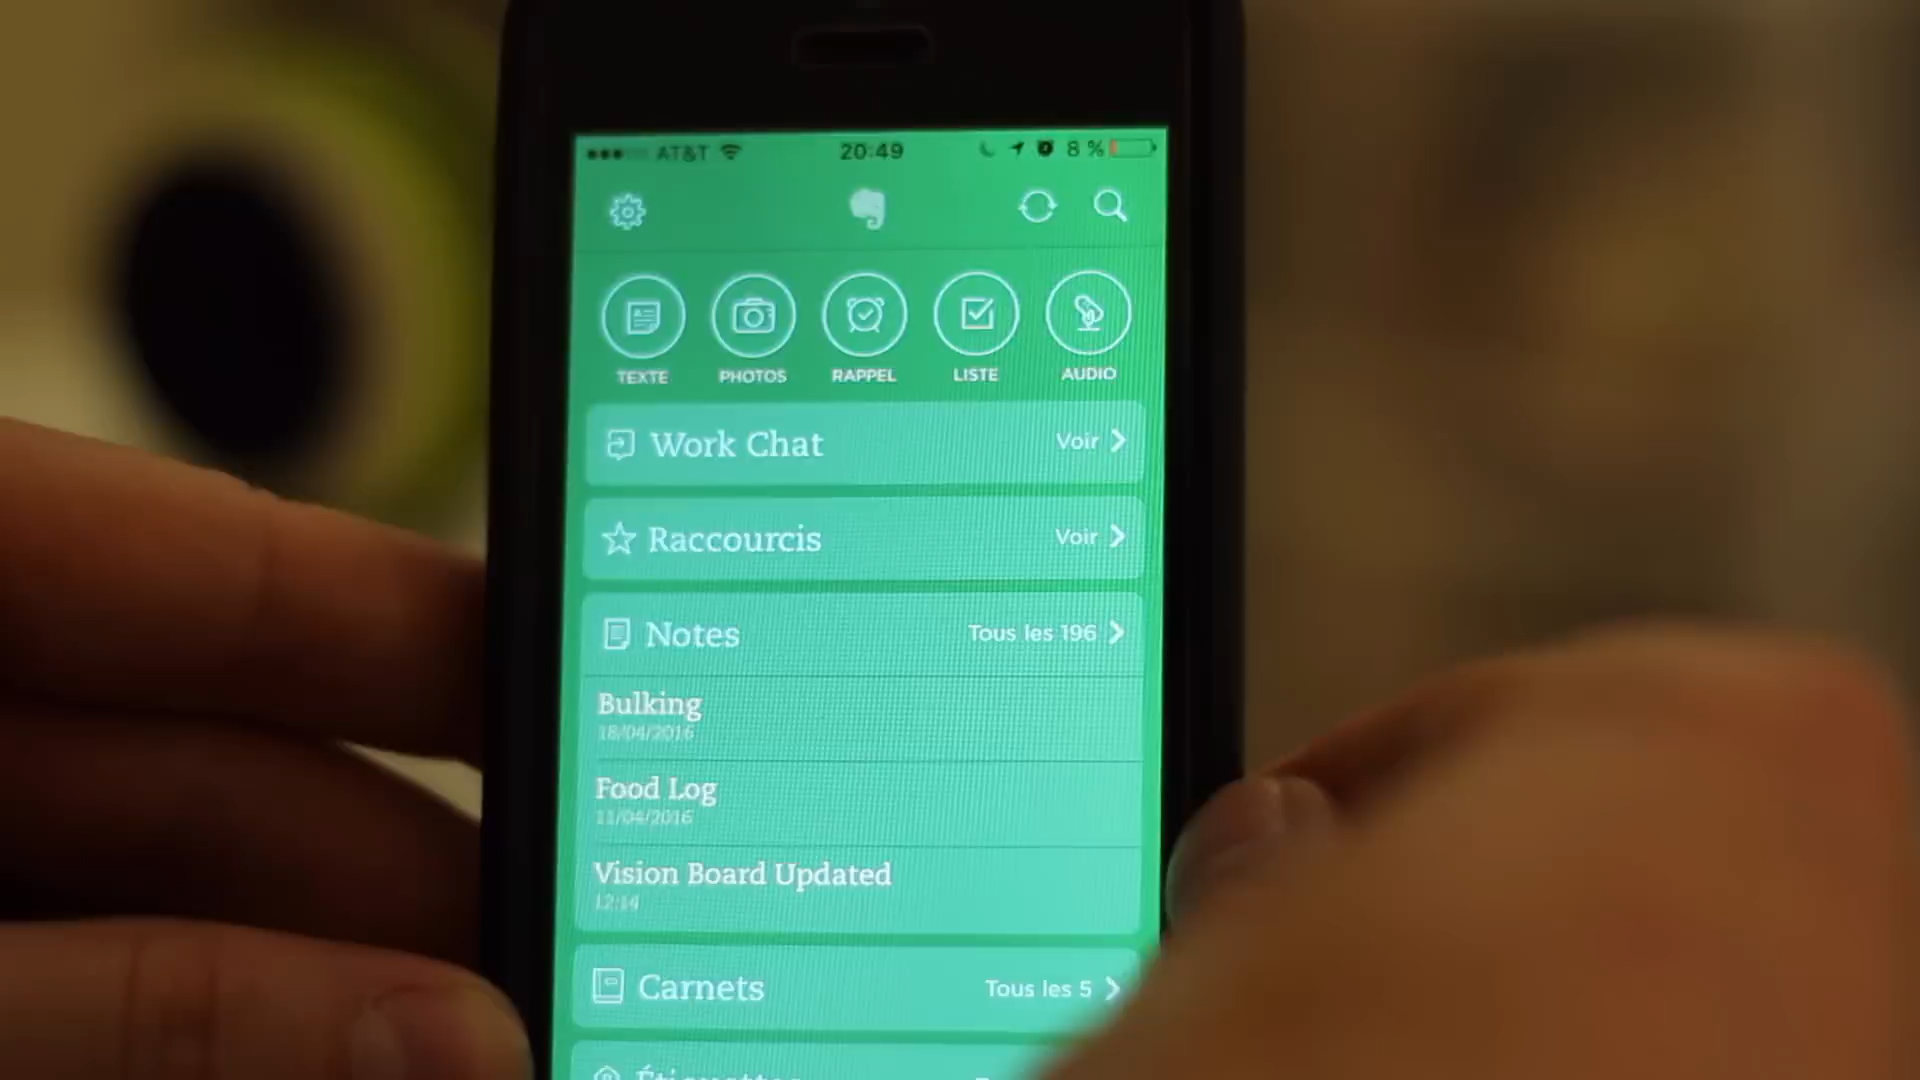 AT&T 20:49 8 %
TEXTE PHOTOS RAPPEL LISTE AUDIO
Work Chat Voir
Raccourcis Voir
Notes Tous les 196
Bulking
18/04/2016
Food Log
11/04/2016
Vision Board Updated
12:14
Carnets Tous les 5
Étiquettes